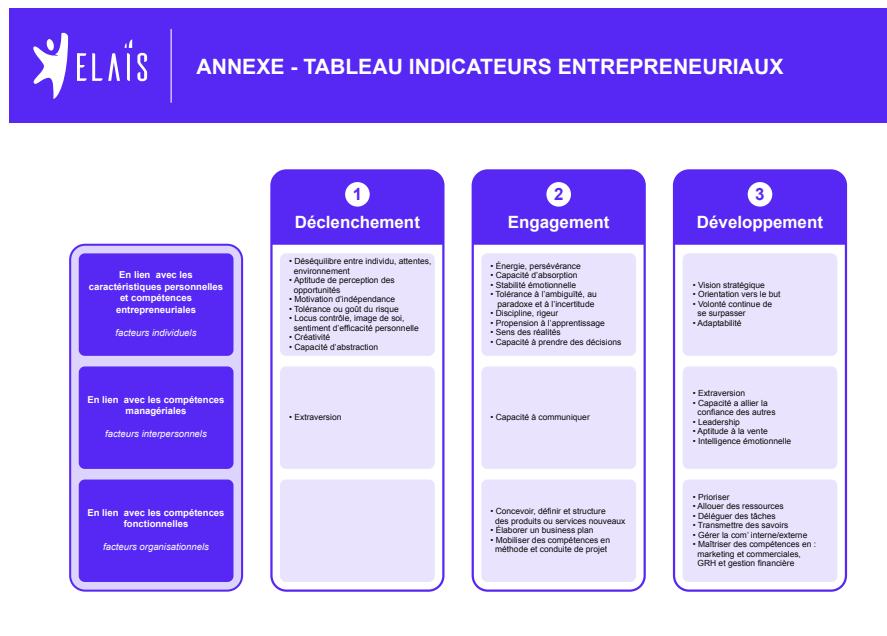 ELAÏS
ANNEXE - TABLEAU INDICATEURS ENTREPRENEURIAUX
1
Déclenchement
2
Engagement
3
Développement
En lien avec les
caractéristiques personnelles
et compétences
entrepreneuriales
facteurs individuels
• Déséquilibre entre individu, attentes,
environnement
• Aptitude de perception des
opportunités
• Motivation d'indépendance
• Tolérance ou goût du risque
• Locus contrôle, image de soi,
sentiment d'efficacité personnelle
• Créativité
• Capacité d'abstraction
• Énergie, persévérance
• Capacité d'absorption
• Stabilité émotionnelle
• Tolérance à l'ambiguïté, au
paradoxe et à l'incertitude
• Discipline, rigeur
• Propension à l'apprentissage
• Sens des réalités
• Capacité à prendre des décisions
• Vision stratégique
• Orientation vers le but
• Volonté continue de
se surpasser
• Adaptabilité
En lien avec les compétences
managériales
facteurs interpersonnels
• Extraversion
• Capacité à communiquer
• Extraversion
• Capacité a allier la
confiance des autres
• Leadership
• Aptitude à la vente
• Intelligence émotionnelle
En lien avec les compétences
fonctionnelles
facteurs organisationnels
• Concevoir, définir et structure
des produits ou services nouveaux
• Élaborer un business plan
• Mobiliser des compétences en
méthode et conduite de projet
• Prioriser
• Allouer des ressources
• Déléguer des tâches
• Transmettre des savoirs
• Gérer la com' interne/externe
• Maîtriser des compétences en :
marketing et commerciales,
GRH et gestion financière